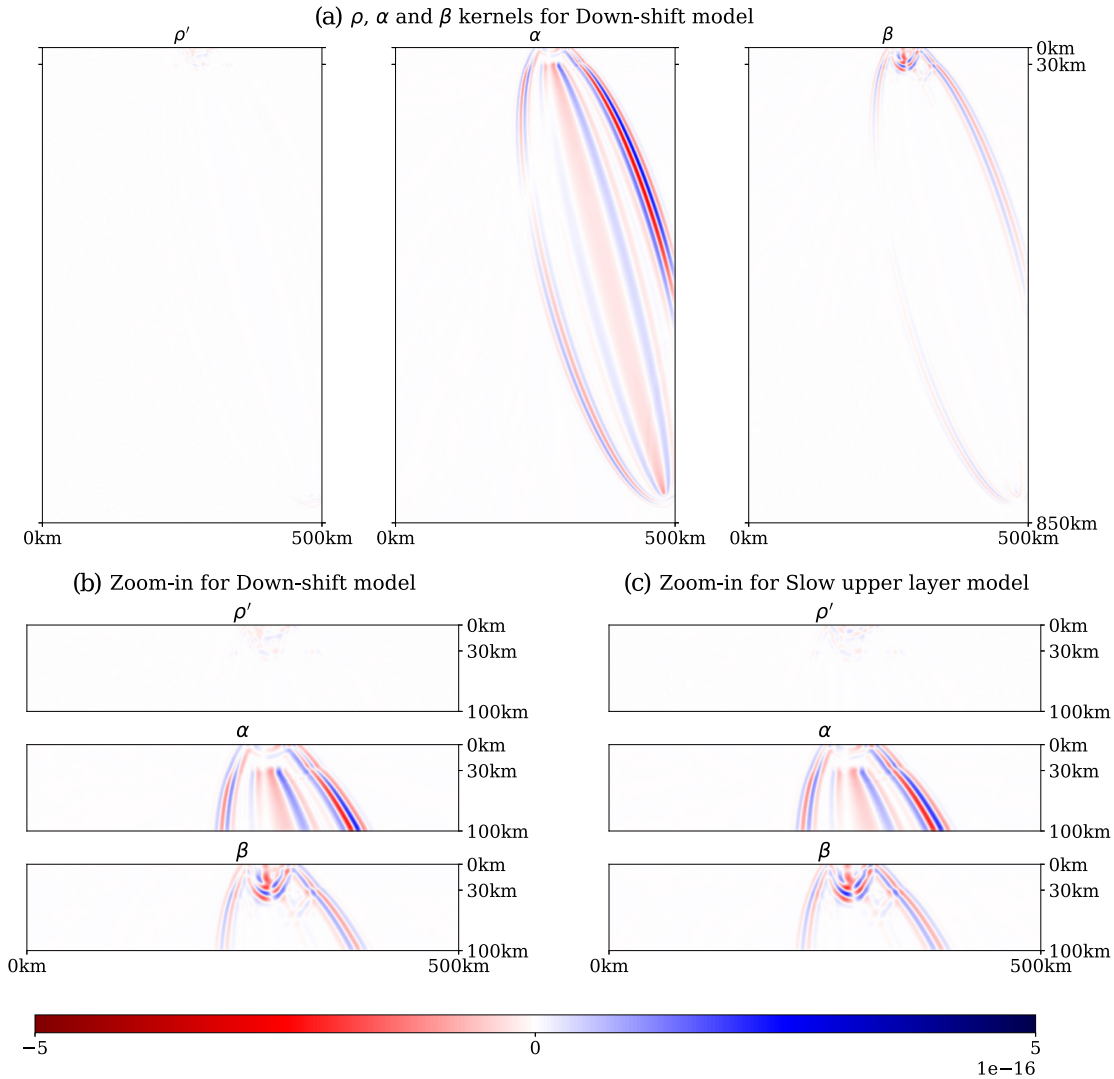 (a) ρ, α and β kernels for Down-shift model
ρ′ α β
0km
30km
850km
0km 500km 0km 500km 0km 500km
(b) Zoom-in for Down-shift model
ρ′
0km
30km
100km
α
0km
30km
100km
β
0km
30km
100km
0km 500km
(c) Zoom-in for Slow upper layer model
ρ′
0km
30km
100km
α
0km
30km
100km
β
0km
30km
100km
0km 500km
−5 0 5
1e−16